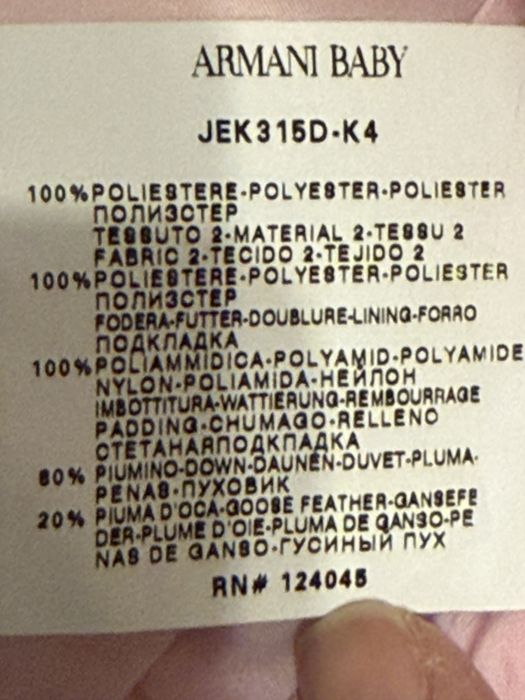 ARMANI BABY
JEK315D-K4
100% POLIESTERE-POLYESTER-POLIESTER
ПОЛИЭСТЕР
TESSUTO 2-MATERIAL 2-TESSU 2
FABRIC 2-TECIDO 2-TEJIDO 2
100% POLIESTERE-POLYESTER-POLIESTER
ПОЛИЭСТЕР
FODERA-FUTTER-DOUBLURE-LINING-FORRO
ПОДКЛАДКА
100% POLIAMMIDICA-POLYAMID-POLYAMIDE
NYLON-POLIAMIDA-НЕЙЛОН
IMBOTTITURA-WATTIERUNG-REMBOURRAGE
PADDING-CHUMAGO-RELLENO
СТЕГАНАЯПОДКЛАДКА
80% PIUMINO-DOWN-DAUNEN-DUVET-PLUMA-
PENAS-ПУХОВИК
20% PIUMA D'OCA-GOOSE FEATHER-GANSEFE
DER-PLUME D'OIE-PLUMA DE GANSO-PE
NAS DE GANSO-ГУСИНЫЙ ПУХ
RN# 124045